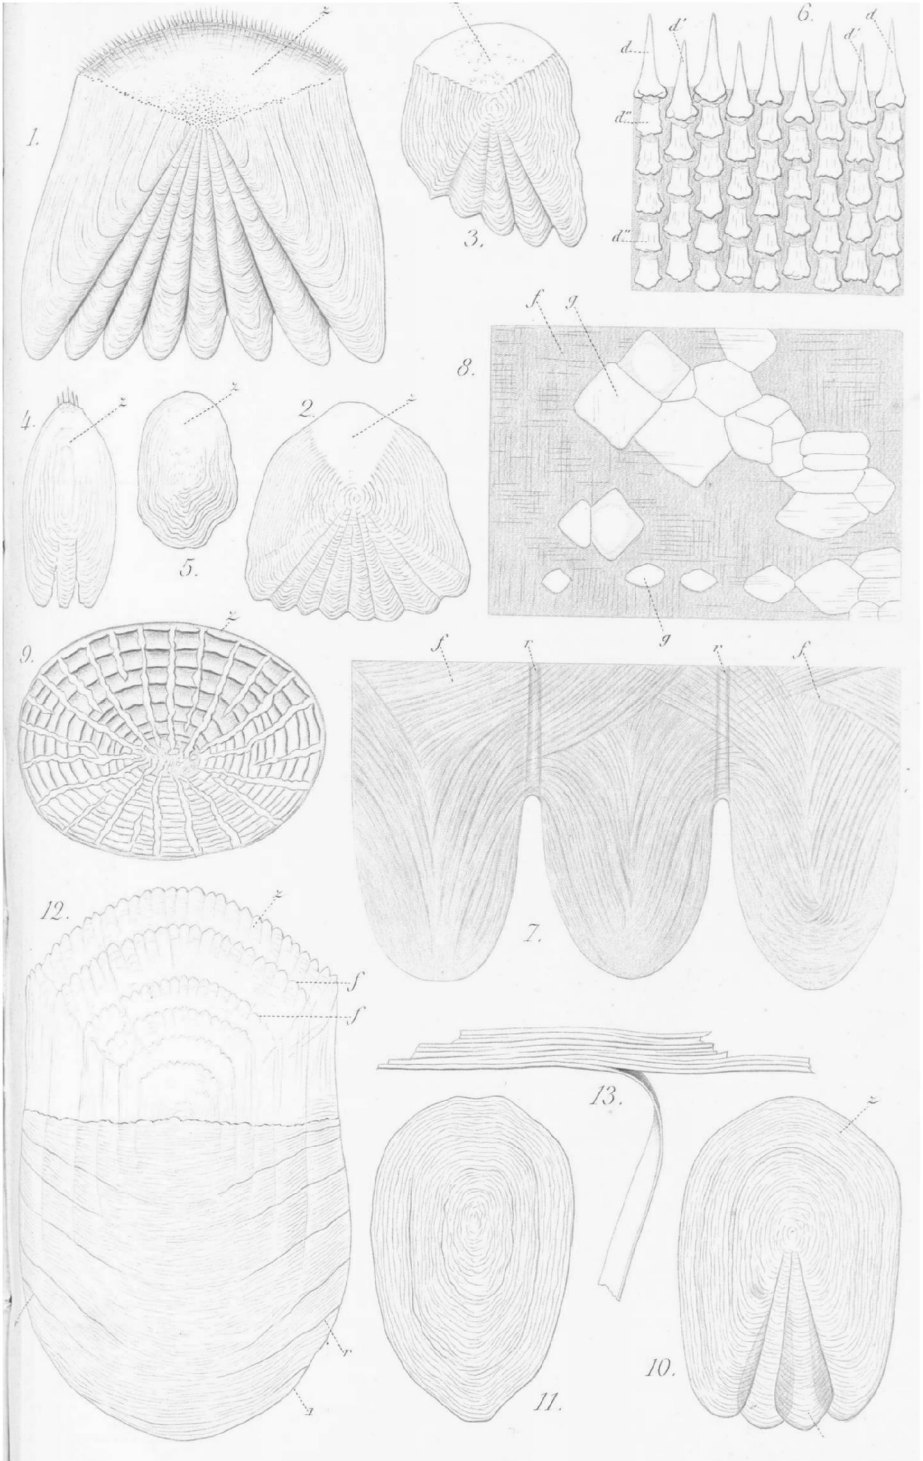 1.
z
3.
6.
d
d'
d'
d
d''
d''
8.
f
g
g
4.
z
5.
z
2.
z
9.
z
7.
f
r
r
f
12.
z
f
f
r
13.
11.
10.
z